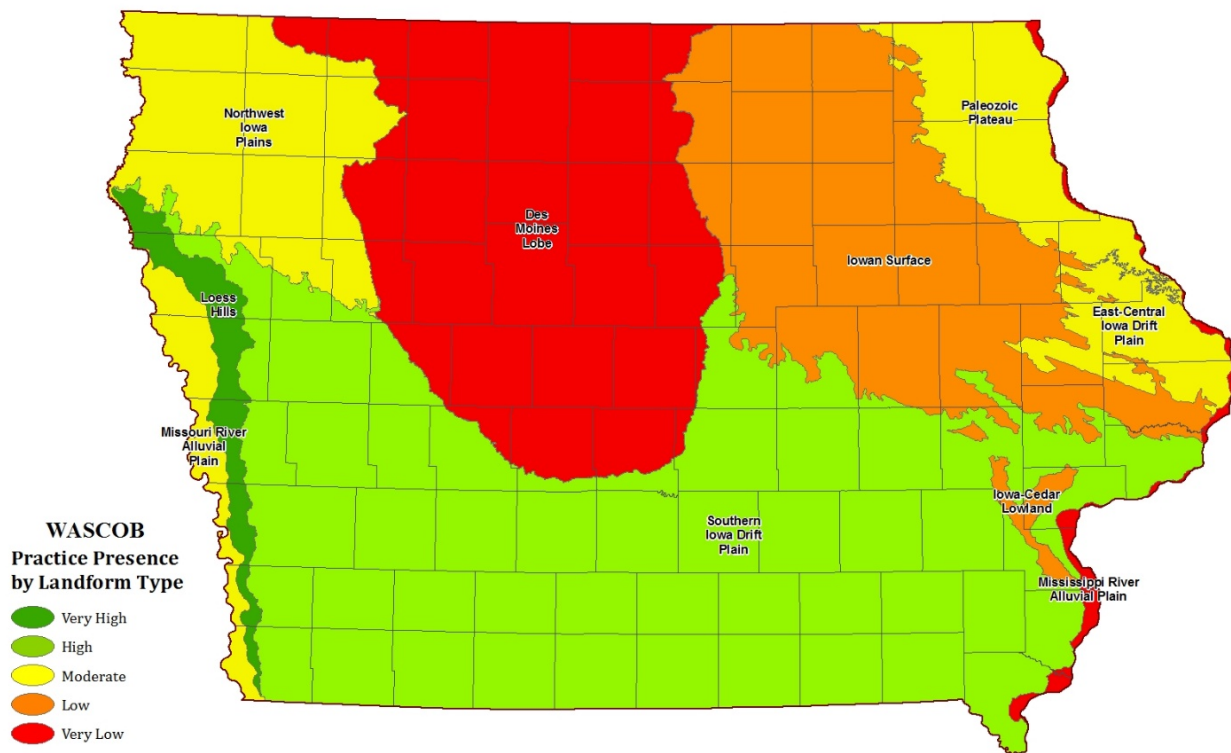 Northwest
Iowa
Plains
Paleozoic
Plateau
Des
Moines
Lobe
Iowan Surface
Loess
Hills
East-Central
Iowa Drift
Plain
Missouri River
Alluvial
Plain
Iowa-Cedar
Lowland
Southern
Iowa Drift
Plain
Mississippi River
Alluvial Plain
WASCOB
Practice Presence
by Landform Type
Very High
High
Moderate
Low
Very Low